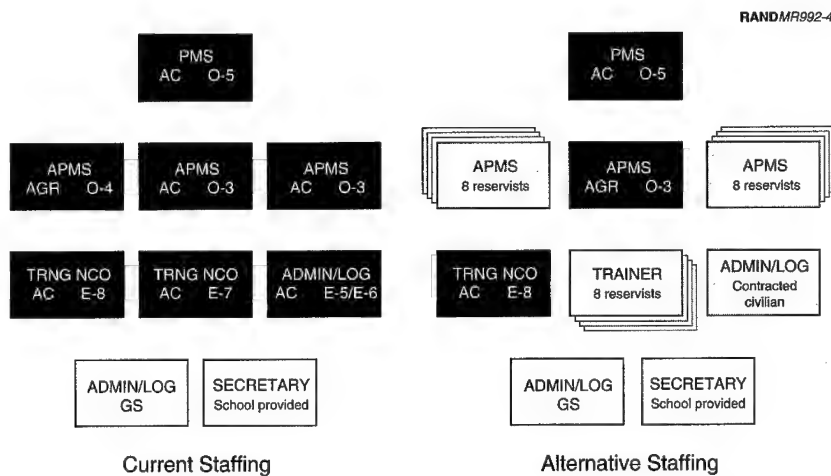 RANDMR992-4
PMS
AC O-5
APMS
AGR O-4
APMS
AC O-3
APMS
AC O-3
TRNG NCO
AC E-8
TRNG NCO
AC E-7
ADMIN/LOG
AC E-5/E-6
ADMIN/LOG
GS
SECRETARY
School provided
Current Staffing
PMS
AC O-5
APMS
8 reservists
APMS
AGR O-3
APMS
8 reservists
TRNG NCO
AC E-8
TRAINER
8 reservists
ADMIN/LOG
Contracted
civilian
ADMIN/LOG
GS
SECRETARY
School provided
Alternative Staffing